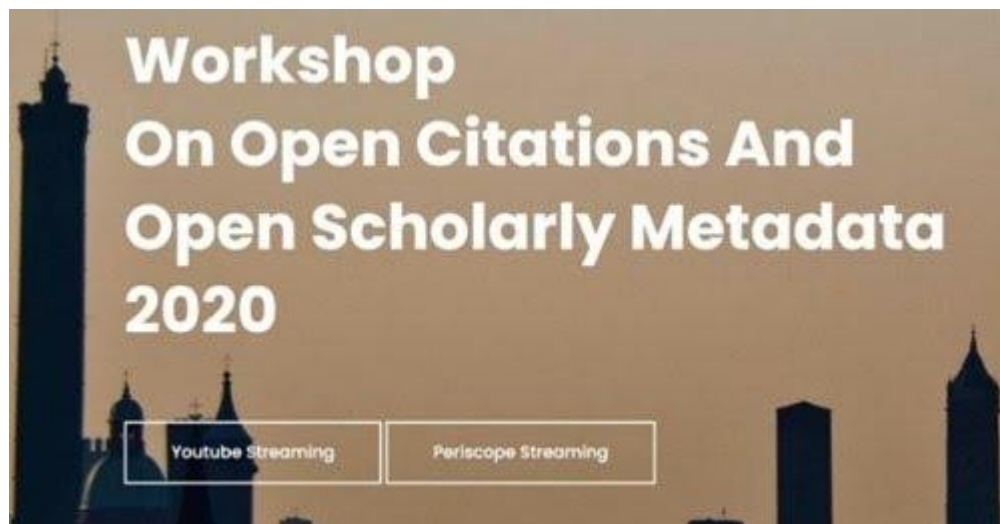 Workshop
On Open Citations And
Open Scholarly Metadata
2020
Youtube Streaming
Periscope Streaming